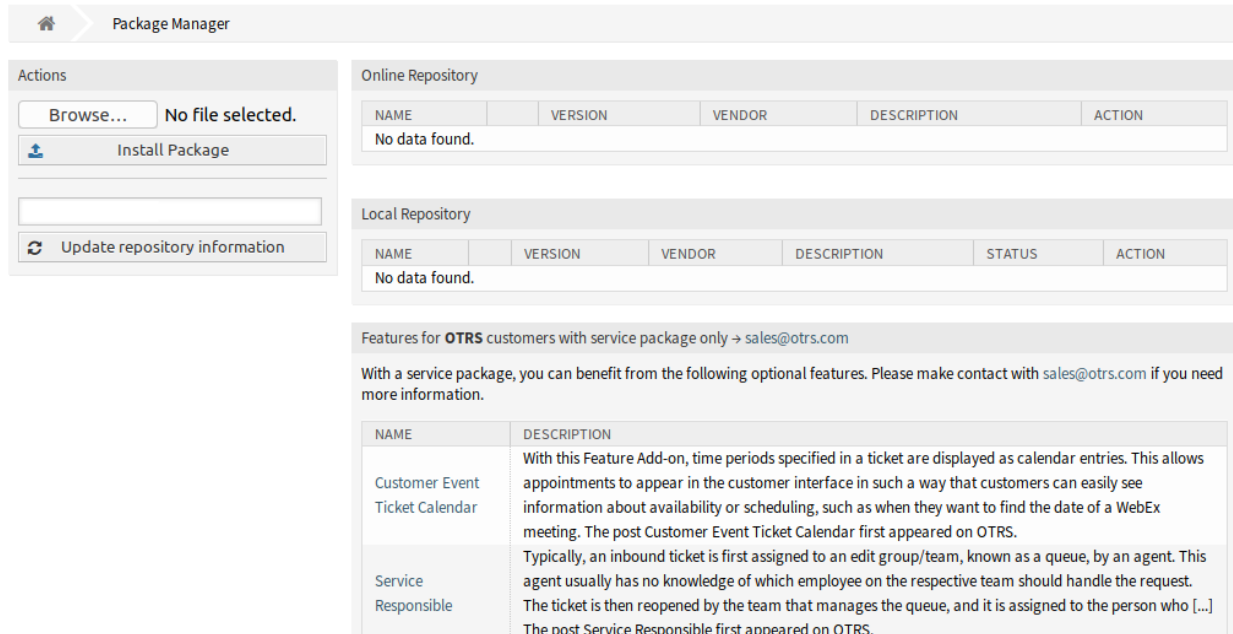 Package Manager
Actions
Browse... No file selected.
Install Package
Update repository information
Online Repository
NAME VERSION VENDOR DESCRIPTION ACTION
No data found.
Local Repository
NAME VERSION VENDOR DESCRIPTION STATUS ACTION
No data found.
Features for OTRS customers with service package only → sales@otrs.com
With a service package, you can benefit from the following optional features. Please make contact with sales@otrs.com if you need
more information.
NAME DESCRIPTION
Customer Event
Ticket Calendar
With this Feature Add-on, time periods specified in a ticket are displayed as calendar entries. This allows
appointments to appear in the customer interface in such a way that customers can easily see
information about availability or scheduling, such as when they want to find the date of a WebEx
meeting. The post Customer Event Ticket Calendar first appeared on OTRS.
Service
Responsible
Typically, an inbound ticket is first assigned to an edit group/team, known as a queue, by an agent. This
agent usually has no knowledge of which employee on the respective team should handle the request.
The ticket is then reopened by the team that manages the queue, and it is assigned to the person who [...]
The post Service Responsible first appeared on OTRS.